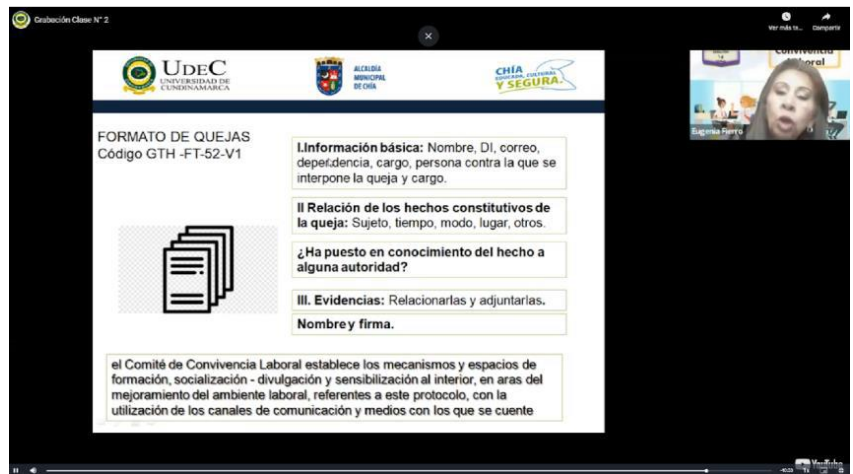 Grabación Clase N° 2
Ver más ta...
Compartir
UDEC
UNIVERSIDAD DE
CUNDINAMARCA
ALCALDÍA
MUNICIPAL
DE CHÍA
CHÍA
EDUCADA, CULTURAL
Y SEGURA.
Eugenia Fierro
FORMATO DE QUEJAS
Código GTH -FT-52-V1
I.Información básica: Nombre, DI, correo,
dependencia, cargo, persona contra la que se
interpone la queja y cargo.
II Relación de los hechos constitutivos de
la queja: Sujeto, tiempo, modo, lugar, otros.
¿Ha puesto en conocimiento del hecho a
alguna autoridad?
III. Evidencias: Relacionarlas y adjuntarlas.
Nombre y firma.
el Comité de Convivencia Laboral establece los mecanismos y espacios de
formación, socialización - divulgación y sensibilización al interior, en aras del
mejoramiento del ambiente laboral, referentes a este protocolo, con la
utilización de los canales de comunicación y medios con los que se cuente
YouTube